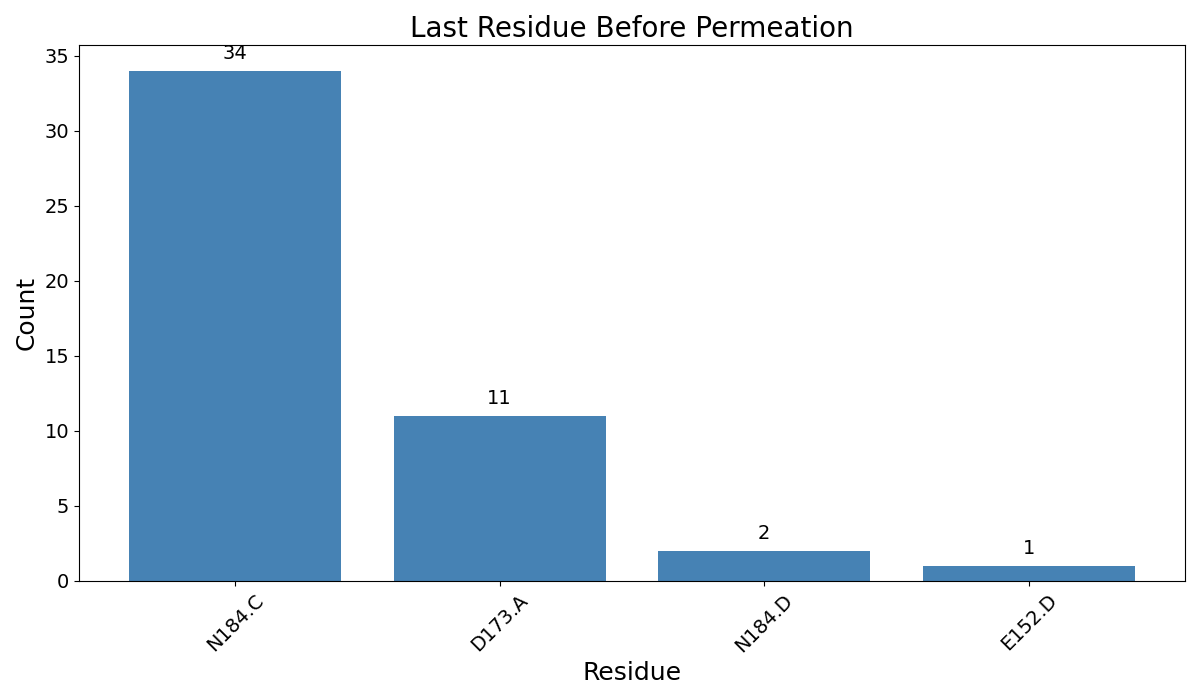 Last Residue Before Permeation
34
11
2
1
35
30
25
20
15
10
5
0
Count
N184.C
D173.A
N184.D
E152.D
Residue